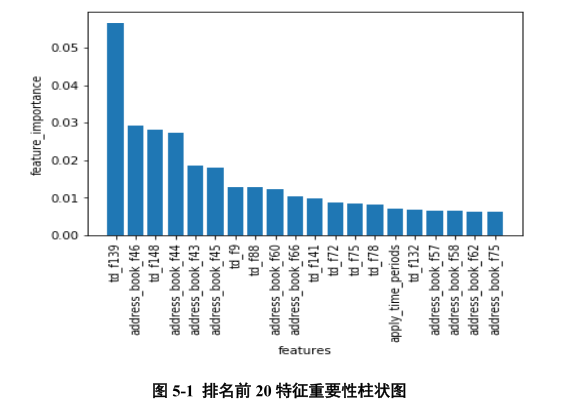 0.05
0.04
0.03
0.02
0.01
0.00
feature_importance
td_f139
address_book_f46
td_f148
address_book_f44
address_book_f43
address_book_f45
td_f9
td_f88
address_book_f60
address_book_f66
td_f141
td_f72
td_f75
td_f78
apply_time_periods
td_f132
address_book_f57
address_book_f58
address_book_f62
address_book_f75
features
图 5-1 排名前 20 特征重要性柱状图